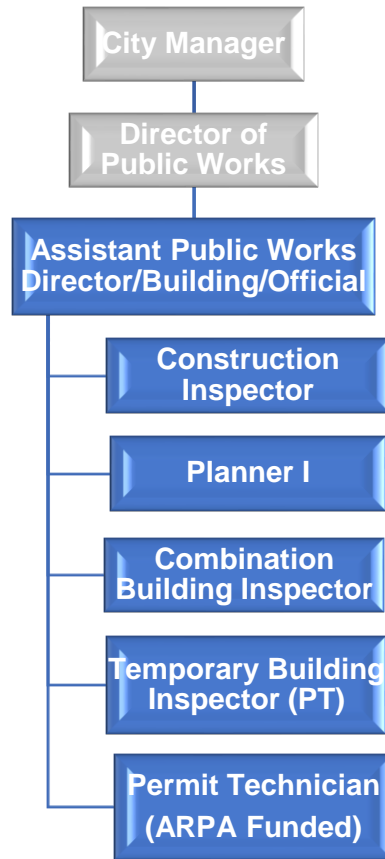 City Manager
Director of
Public Works
Assistant Public Works
Director/Building/Official
Construction
Inspector
Planner I
Combination
Building Inspector
Temporary Building
Inspector (PT)
Permit Technician
(ARPA Funded)